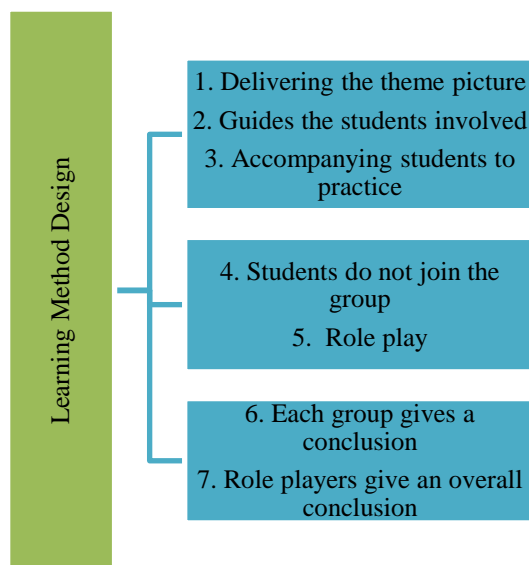 Learning Method Design
1. Delivering the theme picture
2. Guides the students involved
3. Accompanying students to
practice
4. Students do not join the
group
5. Role play
6. Each group gives a
conclusion
7. Role players give an overall
conclusion